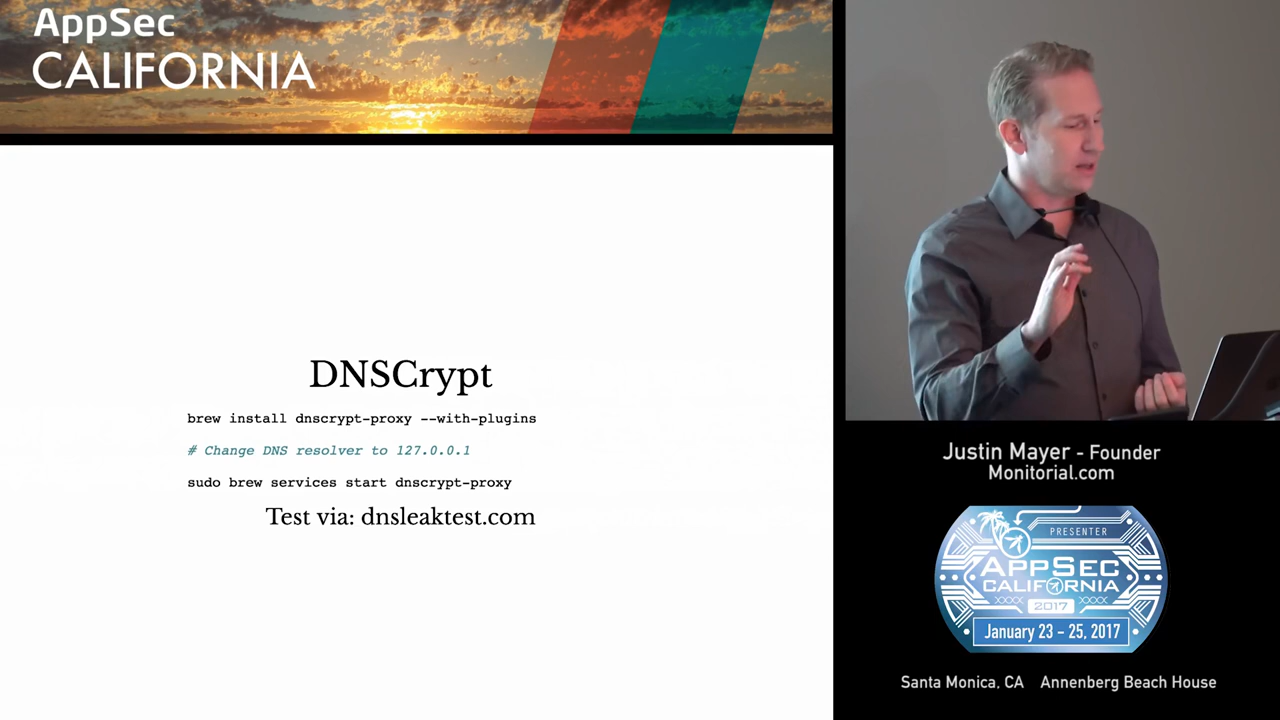 AppSec
CALIFORNIA
DNSCrypt
brew install dnscrypt-proxy --with-plugins
# Change DNS resolver to 127.0.0.1
sudo brew services start dnscrypt-proxy
Test via: dnsleaktest.com
Justin Mayer - Founder
Monitorial.com
PRESENTER
APPSEC
CALIFORNIA
2017
January 23 - 25, 2017
Santa Monica, CA Annenberg Beach House